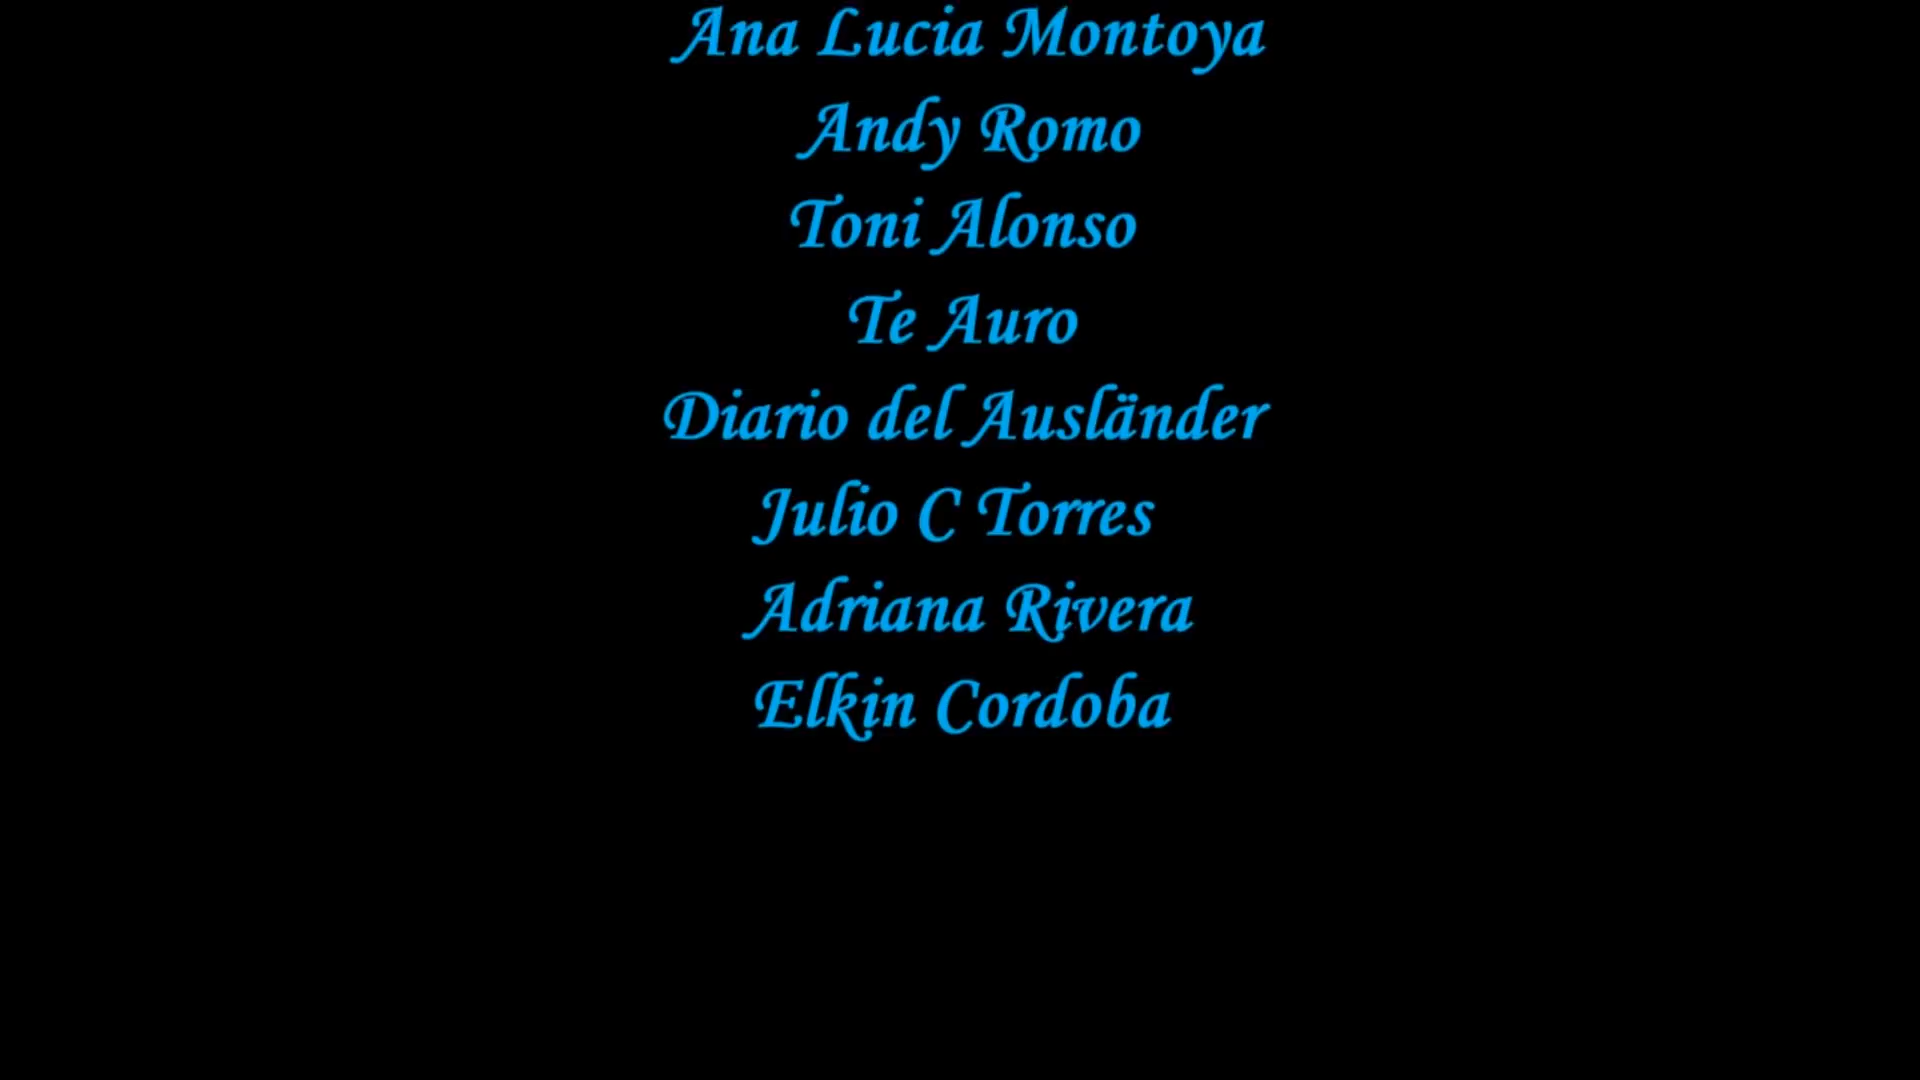 Ana Lucia Montoya
Andy Romo
Toni Alonso
Te Auro
Diario del Ausländer
Julio C Torres
Adriana Rivera
Elkin Cordoba